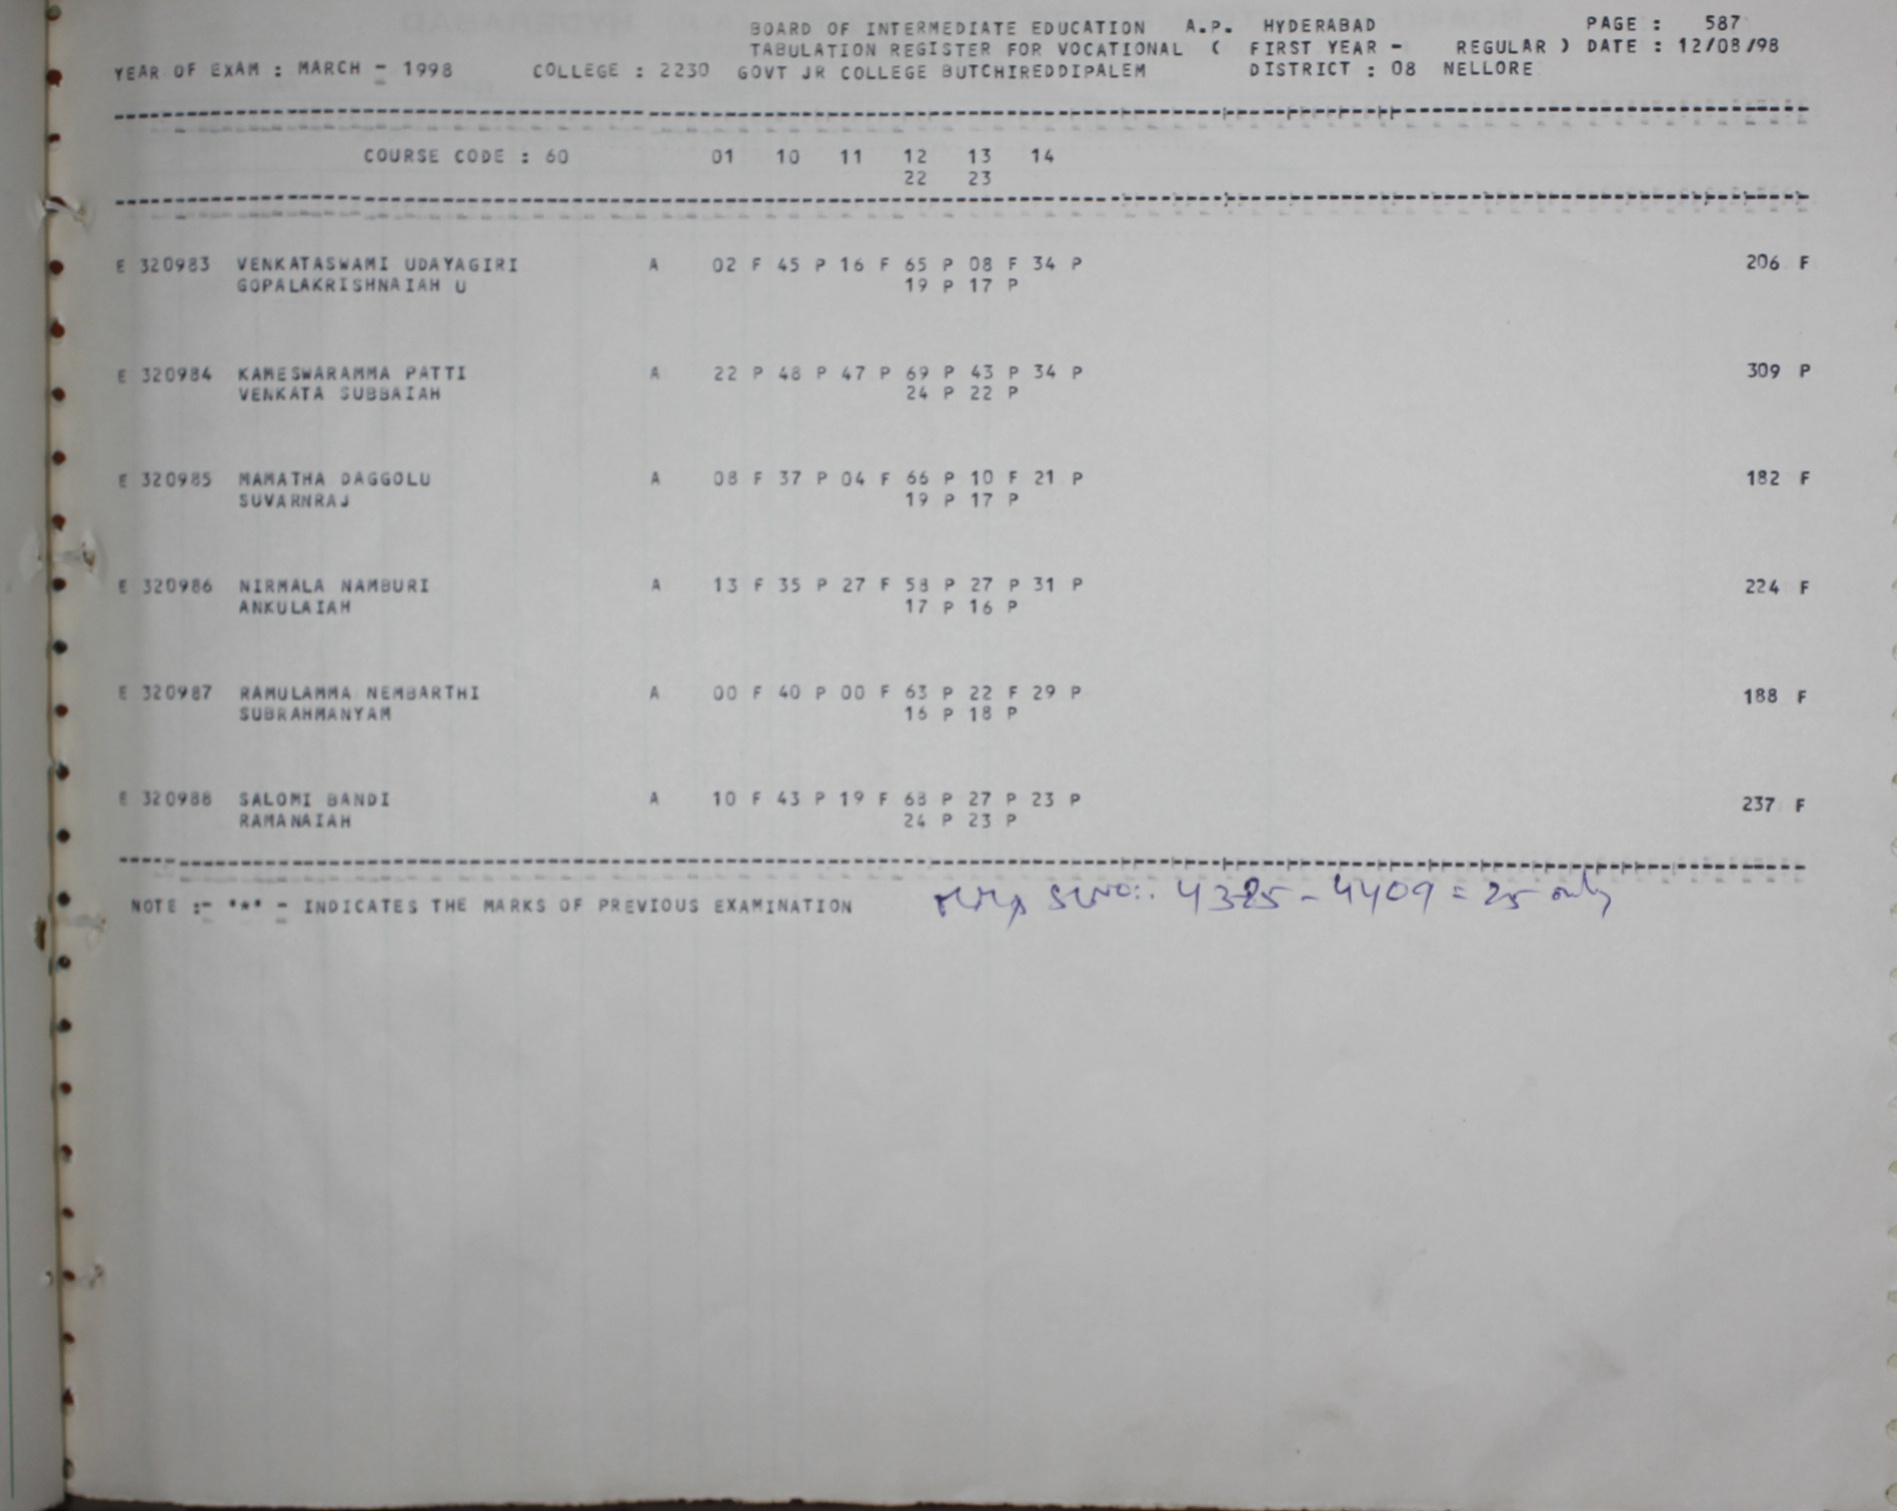 BOARD OF INTERMEDIATE EDUCATION A.P. HYDERABAD PAGE : 587
TABULATION REGISTER FOR VOCATIONAL ( FIRST YEAR - REGULAR ) DATE : 12/08/98
YEAR OF EXAM : MARCH - 1998 COLLEGE : 2230 GOVT JR COLLEGE BUTCHIREDDIPALEM DISTRICT : 08 NELLORE
COURSE CODE : 60 01 10 11 12 13 14
22 23
E 320983 VENKATASWAMI UDAYAGIRI A 02 F 45 P 16 F 65 P 08 F 34 P 206 F
GOPALAKRISHNAIAH U 19 P 17 P
E 320984 KAMESWARAMMA PATTI A 22 P 48 P 47 P 69 P 43 P 34 P 309 P
VENKATA SUBBAIAH 24 P 22 P
E 320985 MAMATHA DAGGOLU A 08 F 37 P 04 F 66 P 10 F 21 P 182 F
SUVARNRAJ 19 P 17 P
E 320986 NIRMALA NAMBURI A 13 F 35 P 27 F 58 P 27 P 31 P 224 F
ANKULAIAH 17 P 16 P
E 320987 RAMULAMMA NEMBARTHI A 00 F 40 P 00 F 63 P 22 F 29 P 188 F
SUBRAHMANYAM 16 P 18 P
E 320988 SALOMI BANDI A 10 F 43 P 19 F 68 P 27 P 23 P 237 F
RAMANAIAH 24 P 23 P
NOTE :- "*" - INDICATES THE MARKS OF PREVIOUS EXAMINATION
4385 - 4409 = 25 only